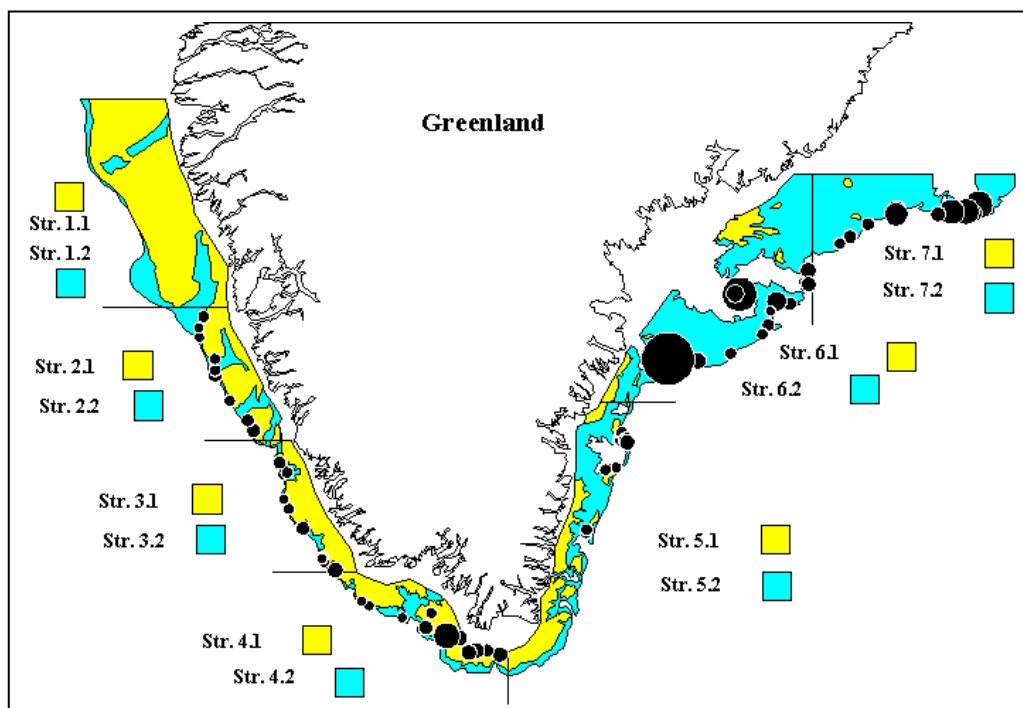 Greenland
Str. 1.1
Str. 1.2
Str. 2.1
Str. 2.2
Str. 3.1
Str. 3.2
Str. 4.1
Str. 4.2
Str. 7.1
Str. 7.2
Str. 6.1
Str. 6.2
Str. 5.1
Str. 5.2